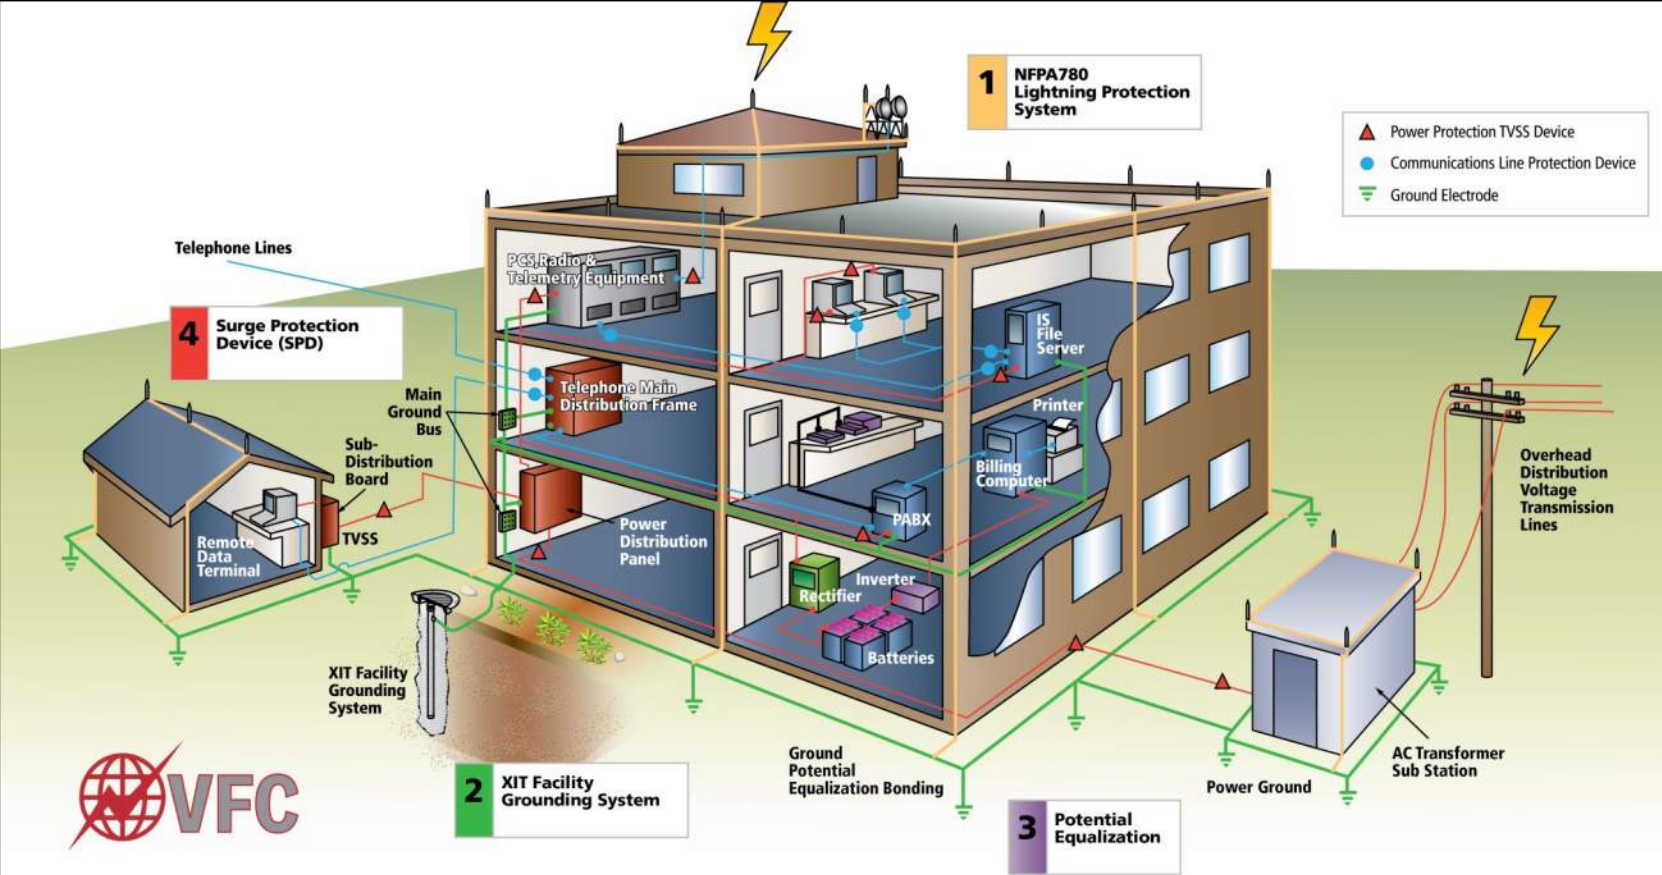 1
NFPA780
Lightning Protection
System
Power Protection TVSS Device
Communications Line Protection Device
Ground Electrode
Telephone Lines
4
Surge Protection
Device (SPD)
PCS,Radio &
Telemetry Equipment
IS
File
Server
Telephone Main
Distribution Frame
Main
Ground
Bus
Printer
Billing
Computer
PABX
Sub-
Distribution
Board
TVSS
Remote
Data
Terminal
Power
Distribution
Panel
Inverter
Rectifier
Batteries
Overhead
Distribution
Voltage
Transmission
Lines
XIT Facility
Grounding
System
VFC
2
XIT Facility
Grounding System
Ground
Potential
Equalization Bonding
3
Potential
Equalization
Power Ground
AC Transformer
Sub Station